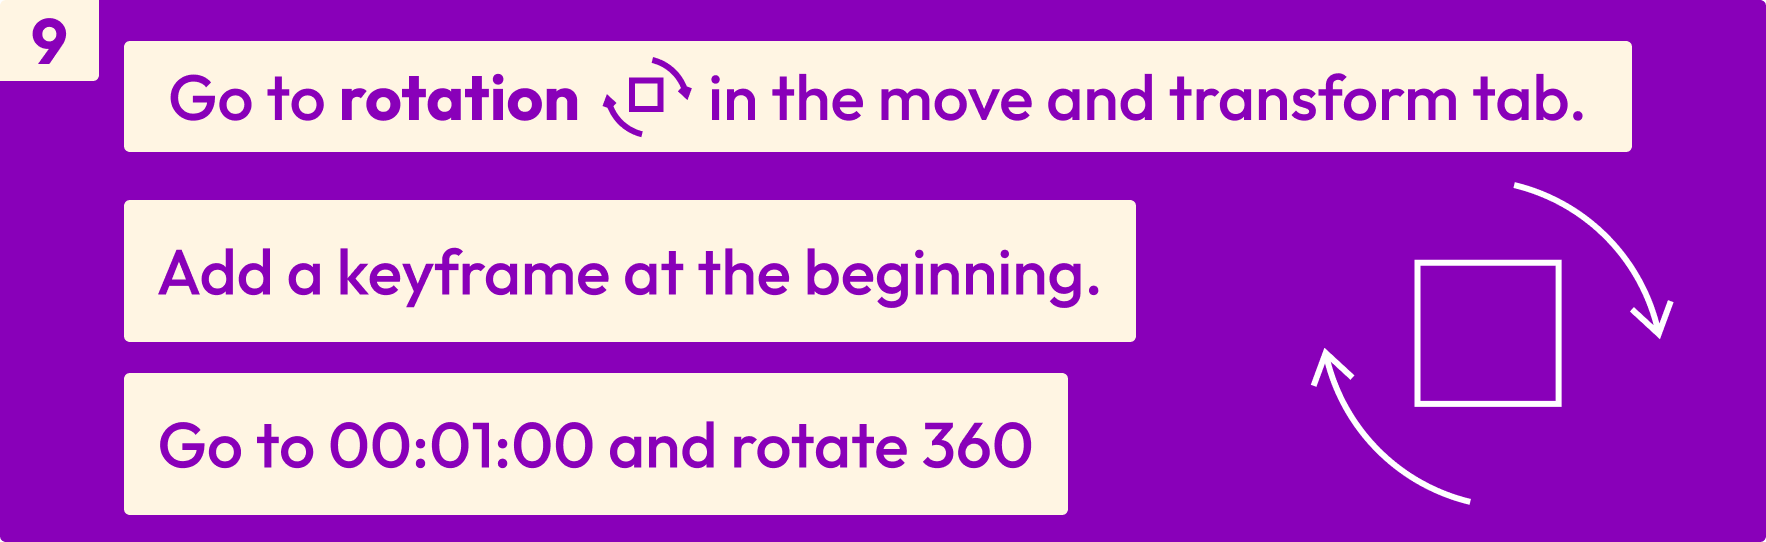 9
Go to rotation in the move and transform tab.
Add a keyframe at the beginning.
Go to 00:01:00 and rotate 360